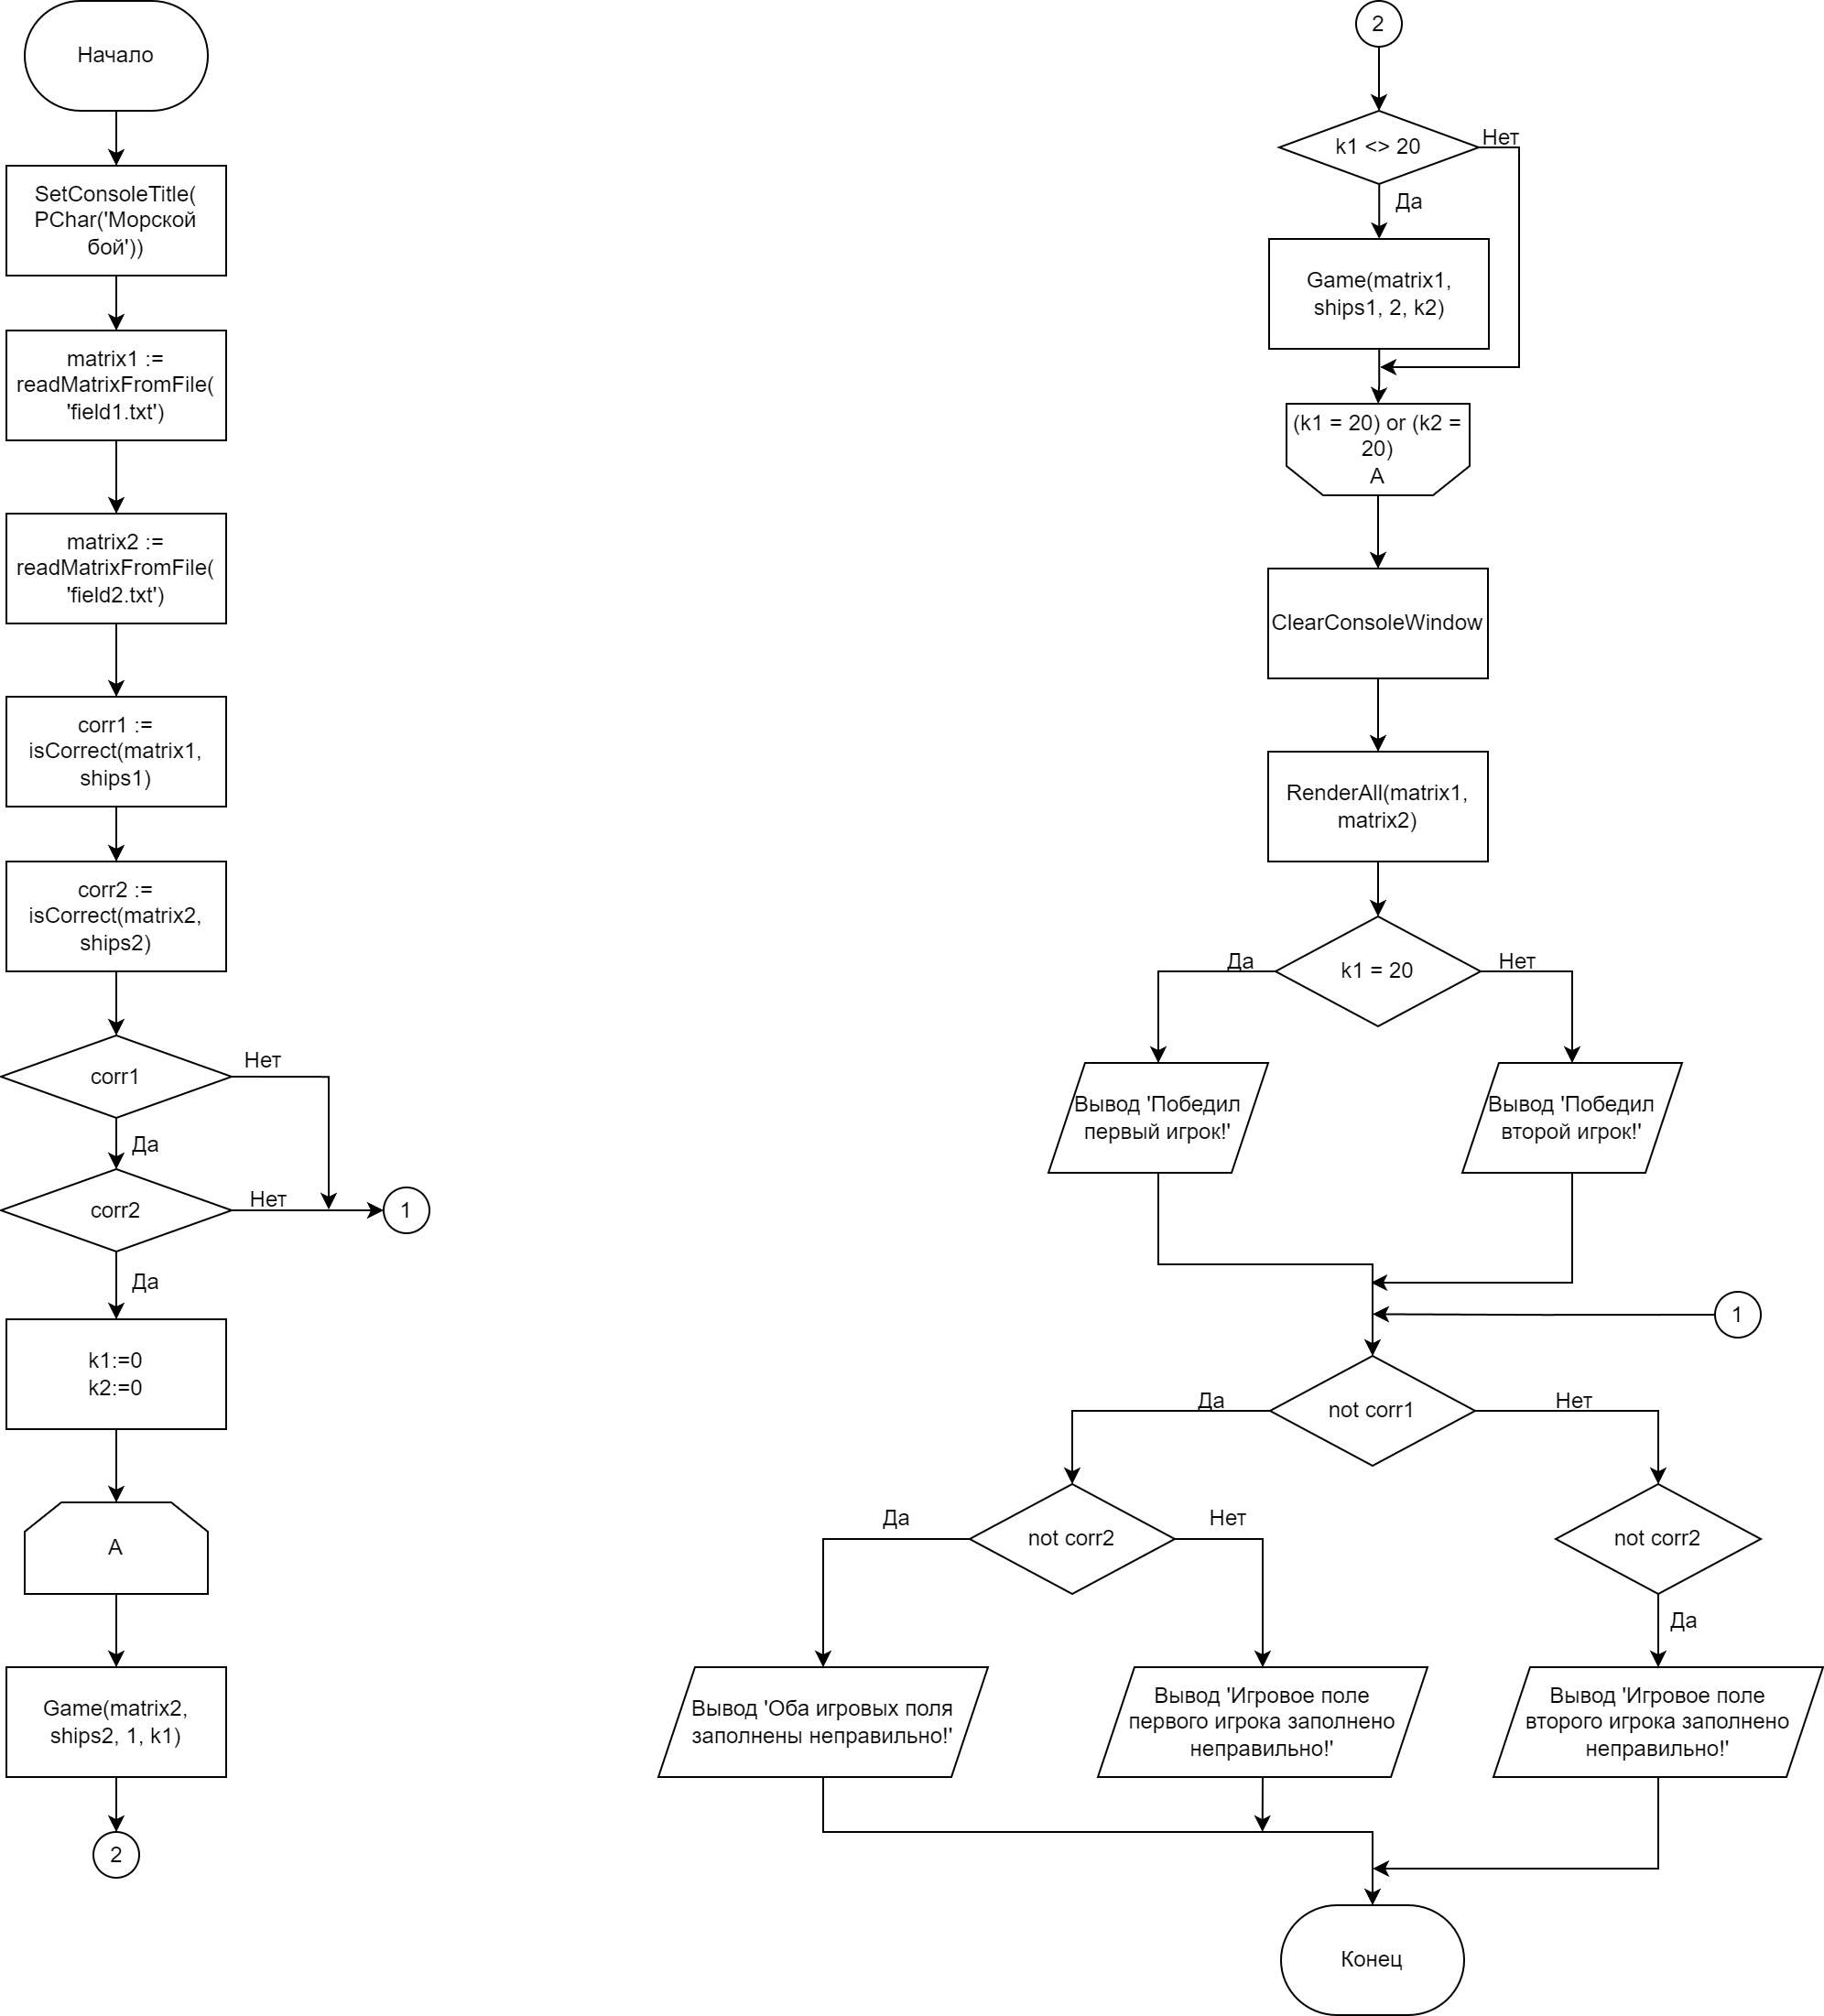 Начало
SetConsoleTitle(
PChar('Морской
бой'))
matrix1 :=
readMatrixFromFile(
'field1.txt')
matrix2 :=
readMatrixFromFile(
'field2.txt')
corr1 :=
isCorrect(matrix1,
ships1)
corr2 :=
isCorrect(matrix2,
ships2)
corr1
Нет
Да
corr2
Нет
1
Да
k1:=0
k2:=0
A
Game(matrix2,
ships2, 1, k1)
2
2
k1 <> 20
Нет
Да
Game(matrix1,
ships1, 2, k2)
(k1 = 20) or (k2 =
20)
A
ClearConsoleWindow
RenderAll(matrix1,
matrix2)
k1 = 20
Да
Нет
Вывод 'Победил
первый игрок!'
Вывод 'Победил
второй игрок!'
1
not corr1
Да
Нет
not corr2
Да
Нет
not corr2
Да
Вывод 'Оба игровых поля
заполнены неправильно!'
Вывод 'Игровое поле
первого игрока заполнено
неправильно!'
Вывод 'Игровое поле
второго игрока заполнено
неправильно!'
Конец